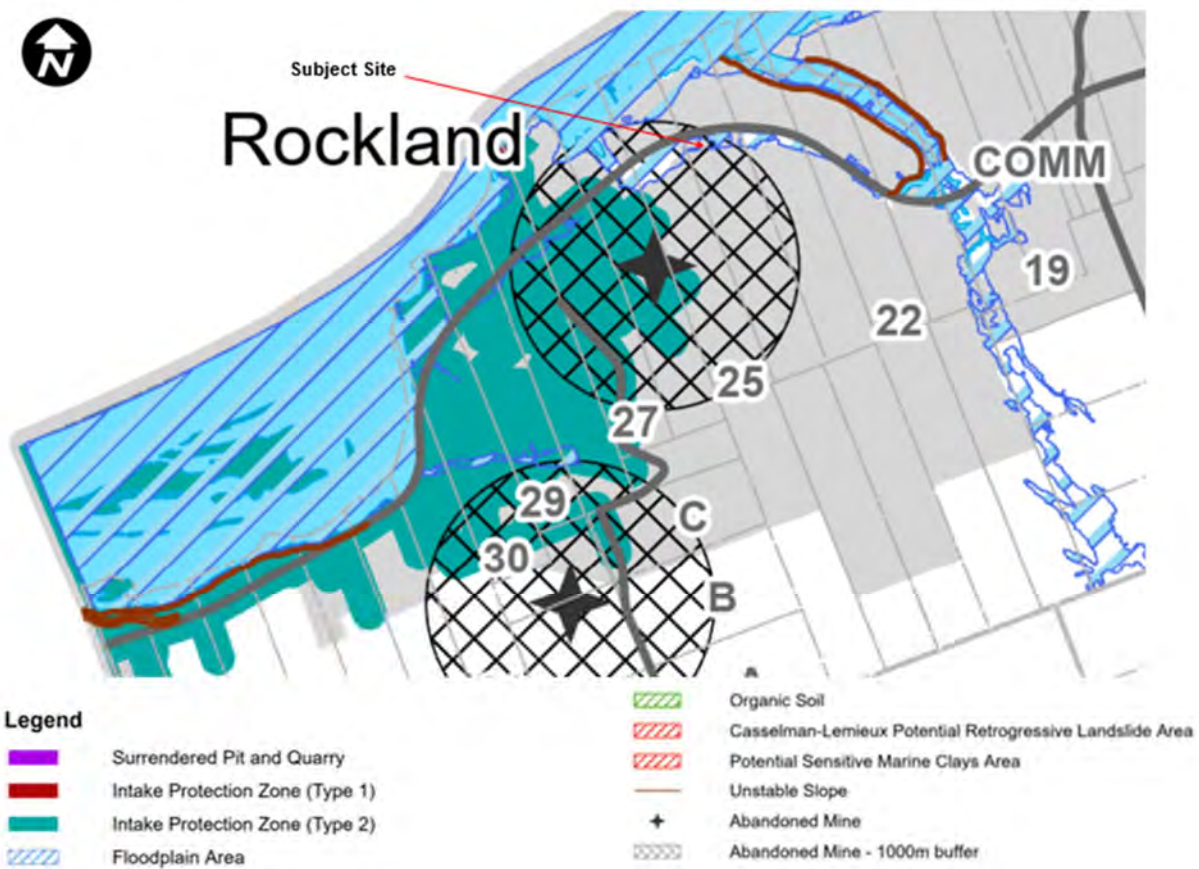 N
Subject Site
Rockland
COMM
19
22
25
27
29
C
30
B
Legend
Surrendered Pit and Quarry
Intake Protection Zone (Type 1)
Intake Protection Zone (Type 2)
Floodplain Area
Organic Soil
Casselman-Lemieux Potential Retrogressive Landslide Area
Potential Sensitive Marine Clays Area
Unstable Slope
Abandoned Mine
Abandoned Mine - 1000m buffer